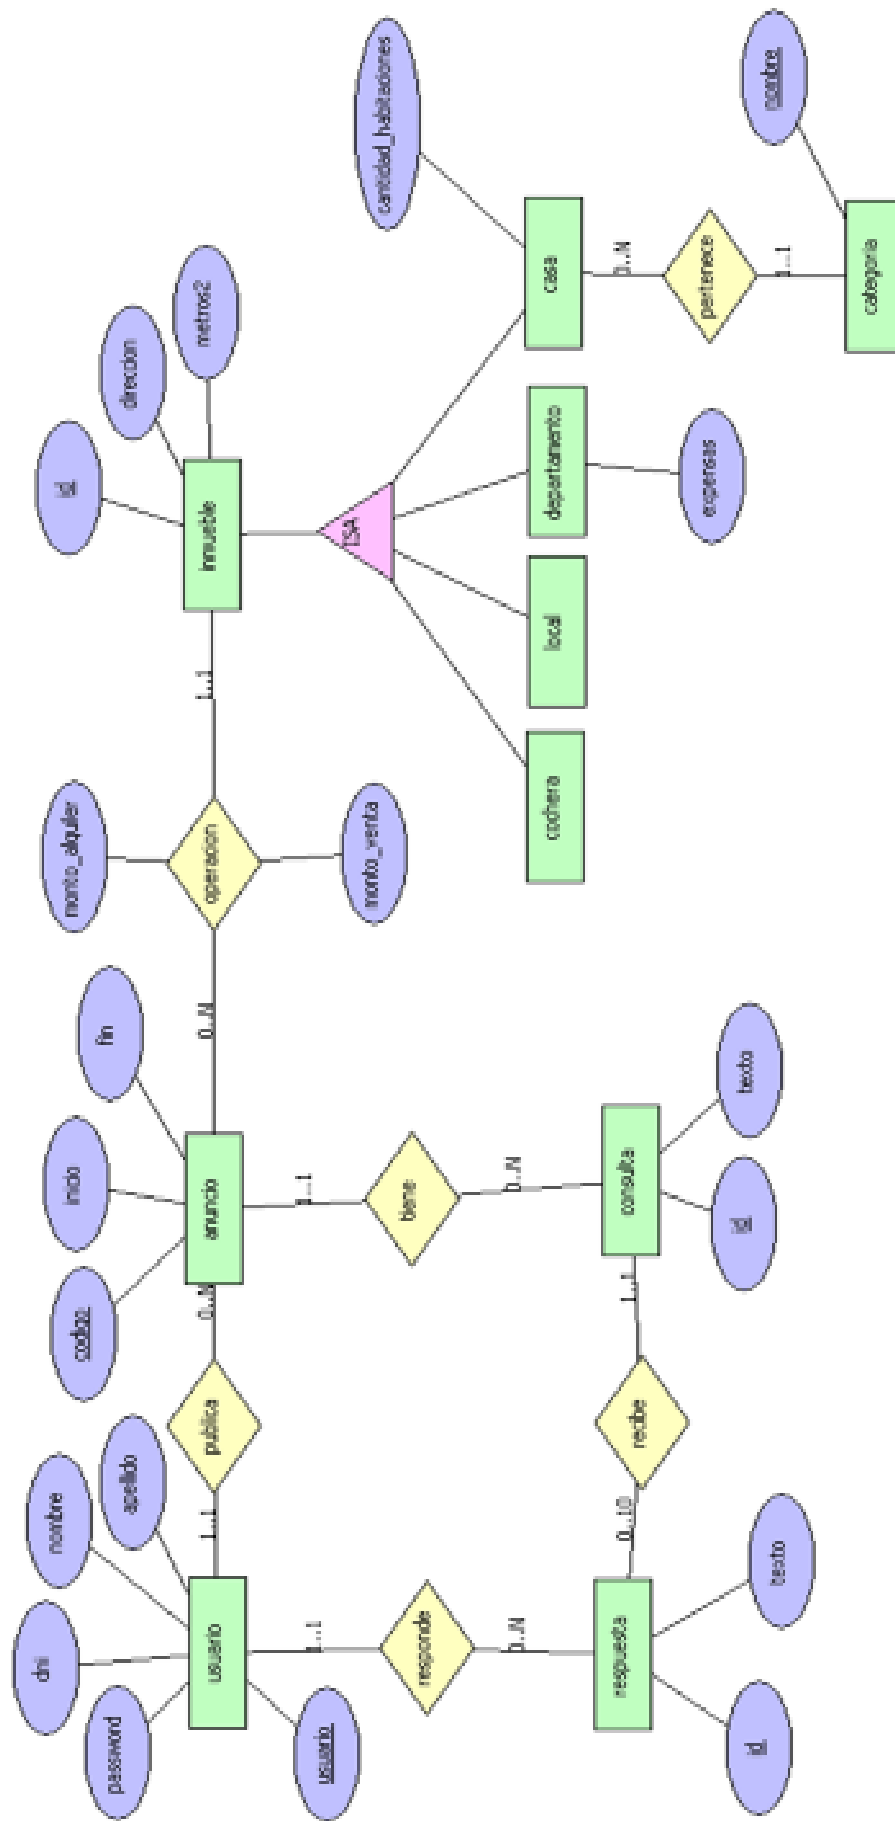 dni
nombre
password
apellido
usuario
usuario
1..1
publica
0..N
codigo
inicio
fin
anuncio
0..N
monto_alquiler
operacion
monto_venta
1..1
id
direccion
metros2
inmueble
ISA
cochera
local
departamento
casa
cantidad_habitaciones
expensas
0..N
pertenece
1..1
categoria
nombre
1..1
responde
0..N
respuesta
id
texto
0..10
recibe
1..1
1..1
tiene
0..N
consulta
id
texto